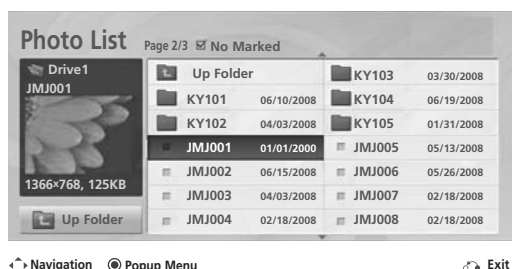 Photo List Page 2/3 No Marked
Drive1
JMJ001
1366×768, 125KB
Up Folder
Up Folder
KY101 06/10/2008
KY102 04/03/2008
JMJ001 01/01/2000
JMJ002 06/15/2008
JMJ003 04/03/2008
JMJ004 02/18/2008
KY103 03/30/2008
KY104 06/19/2008
KY105 01/31/2008
JMJ005 05/13/2008
JMJ006 05/26/2008
JMJ007 02/18/2008
JMJ008 02/18/2008
Navigation Popup Menu Exit